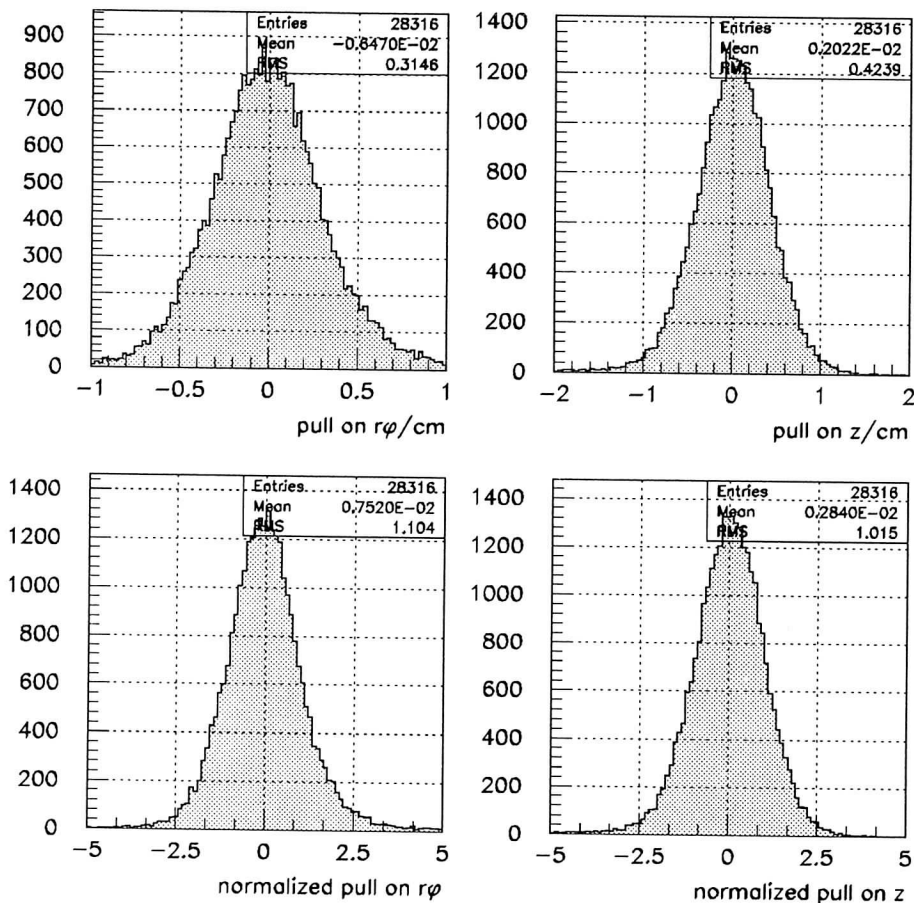 Entries 28316
Mean -0.6470E-02
RMS 0.3146
900
800
700
600
500
400
300
200
100
0
-1 -0.5 0 0.5 1
pull on rφ/cm
Entries 28316
Mean 0.2022E-02
RMS 0.4239
1400
1200
1000
800
600
400
200
0
-2 -1 0 1 2
pull on z/cm
Entries 28316
Mean 0.7520E-02
RMS 1.104
1400
1200
1000
800
600
400
200
0
-5 -2.5 0 2.5 5
normalized pull on rφ
Entries 28316
Mean 0.2840E-02
RMS 1.015
1400
1200
1000
800
600
400
200
0
-5 -2.5 0 2.5 5
normalized pull on z